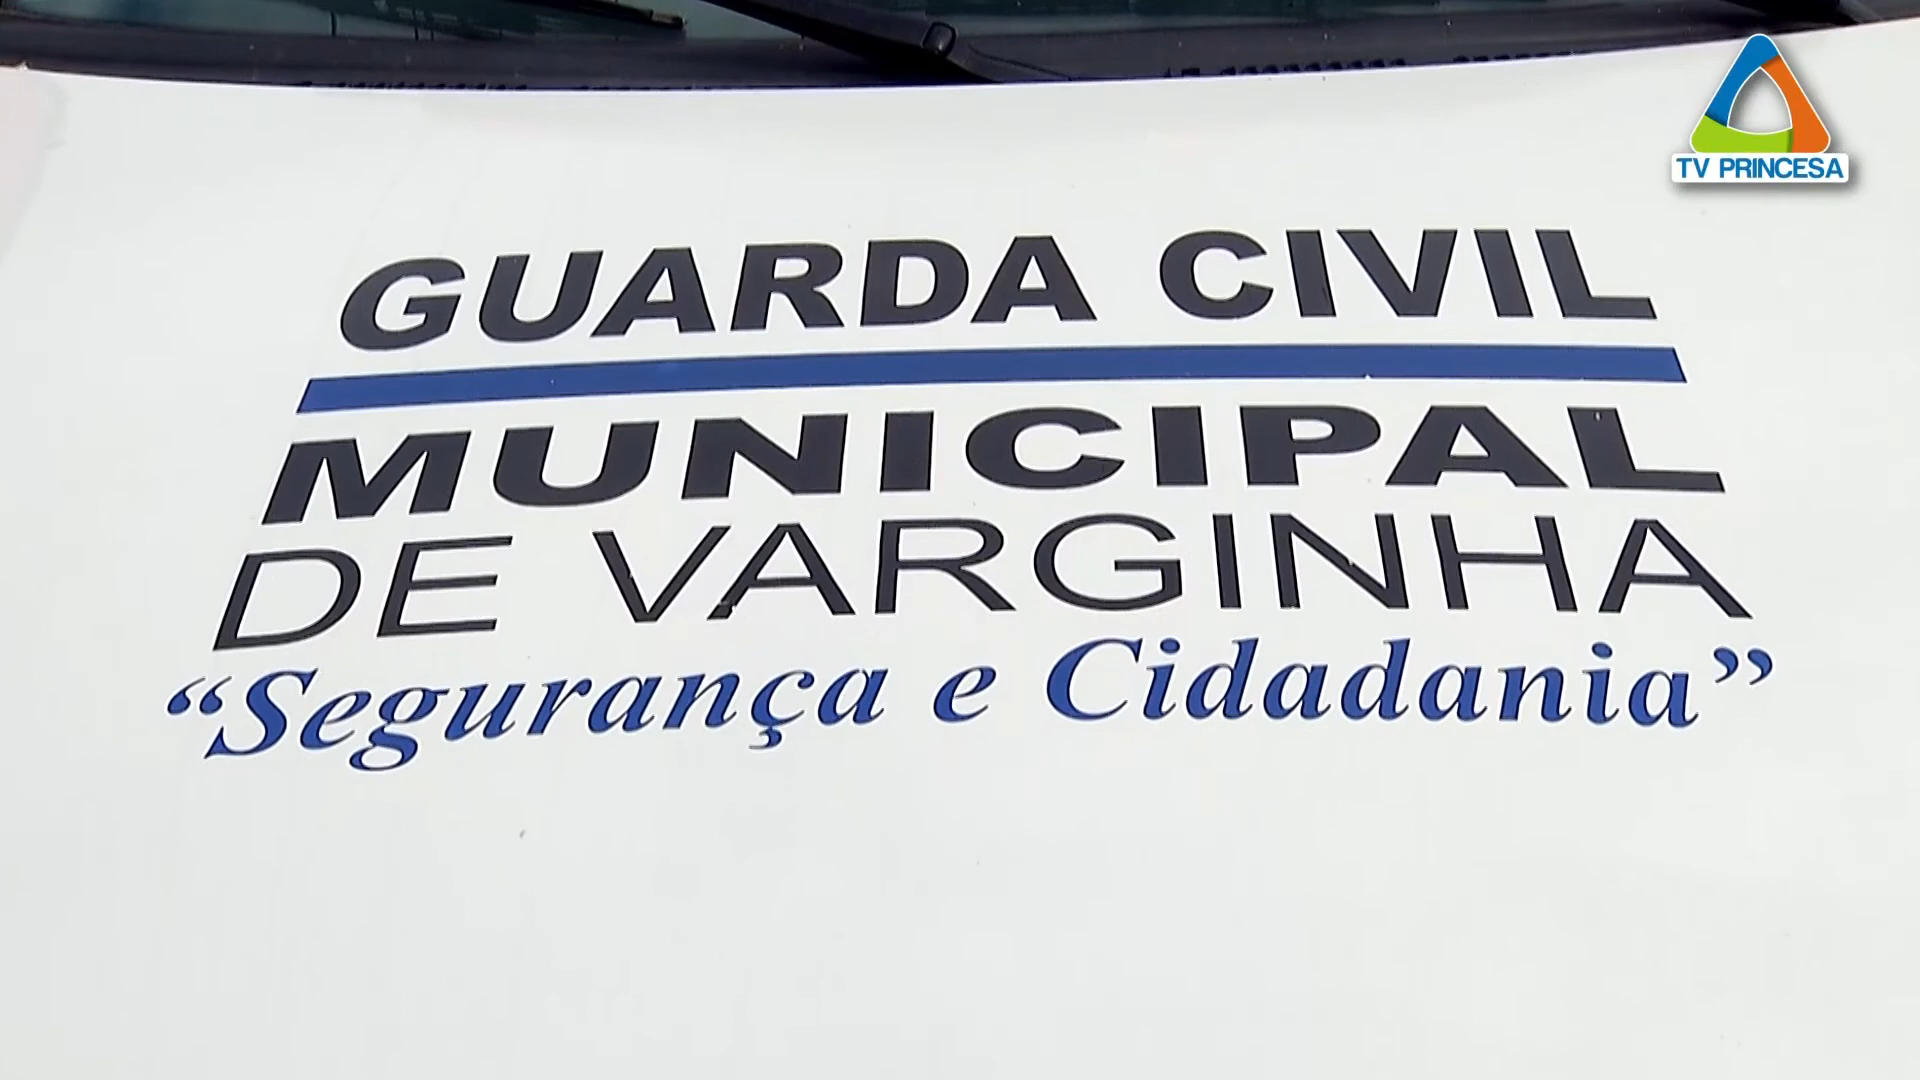 TV PRINCESA
GUARDA CIVIL
MUNICIPAL
DE VARGINHA
“Segurança e Cidadania”